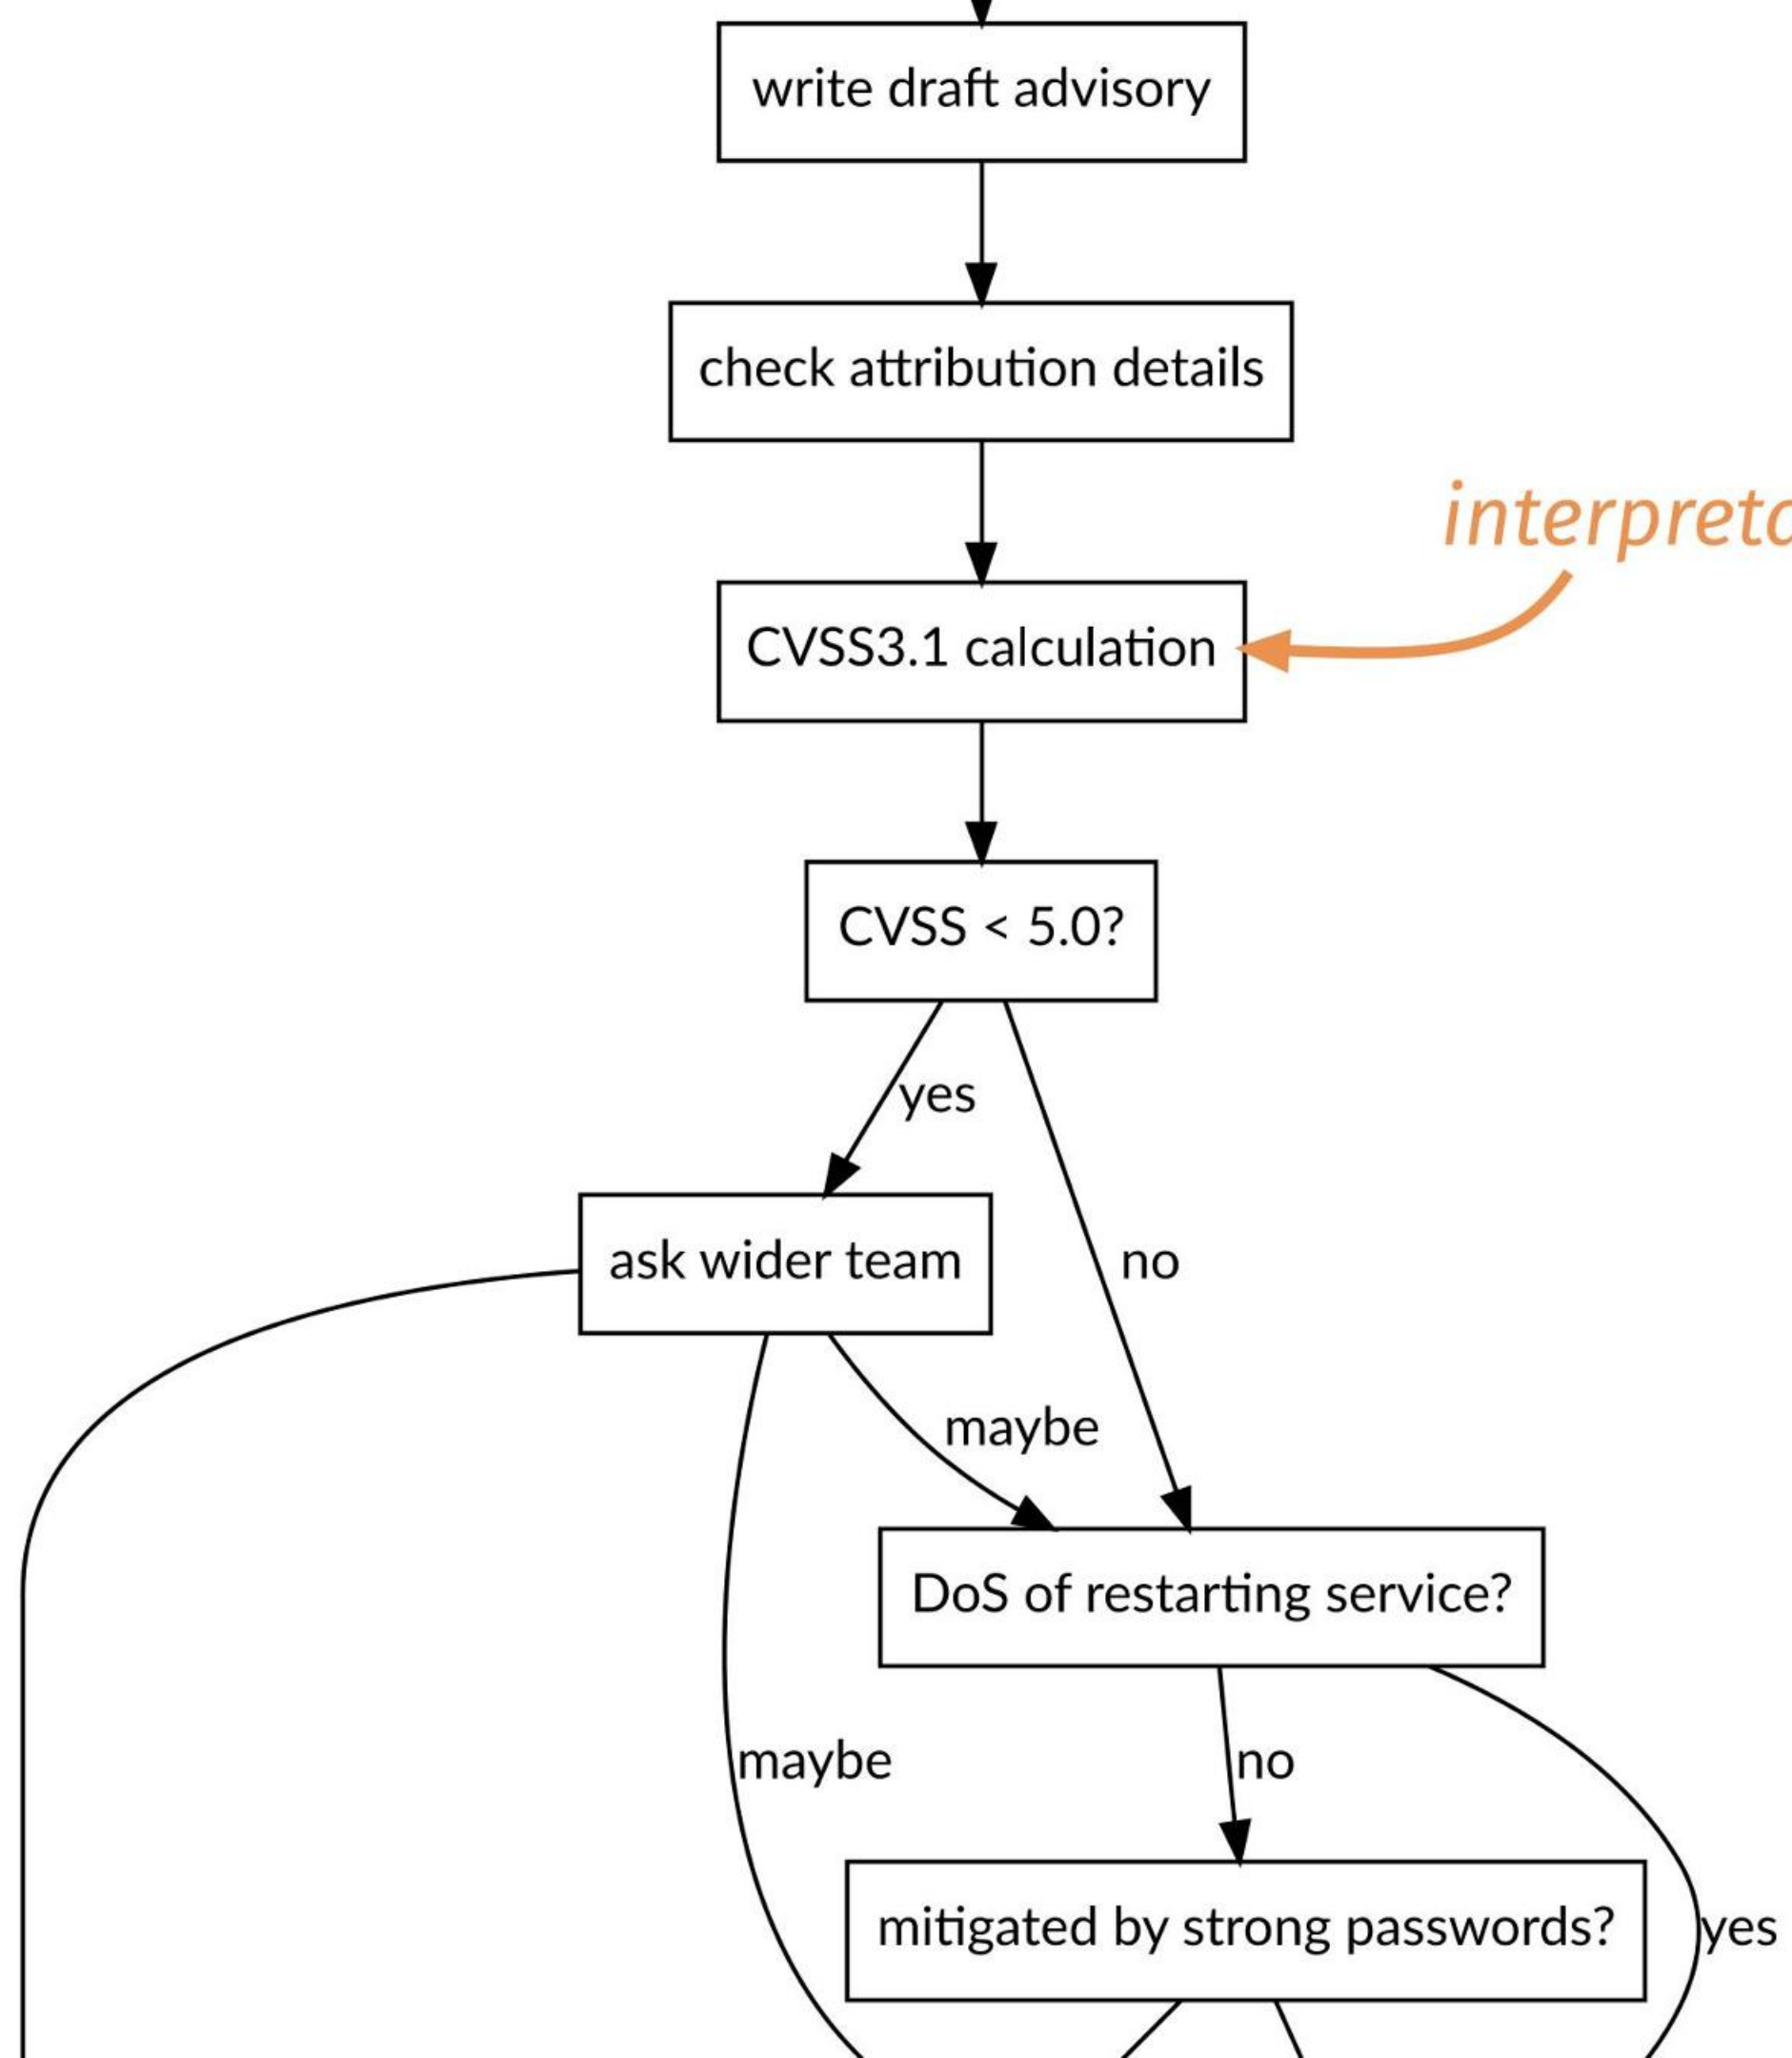 write draft advisory
check attribution details
CVSS3.1 calculation
CVSS < 5.0?
yes
ask wider team
no
maybe
DoS of restarting service?
maybe
no
mitigated by strong passwords?
yes